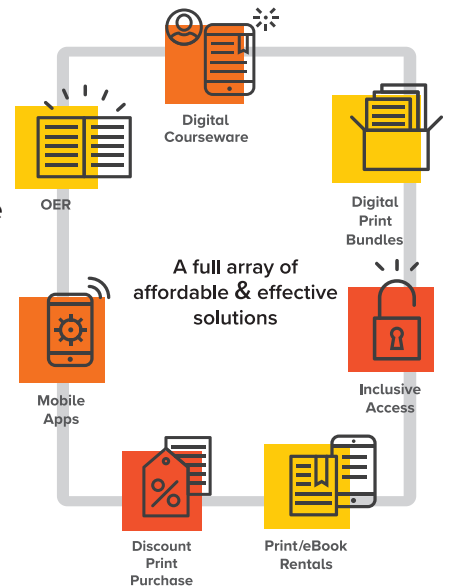 Digital
Courseware
OER
e
Digital
Print
Bundles
A full array of
affordable & effective
solutions
Mobile
Apps
Inclusive
Access
%
Discount
Print
Purchase
Print/eBook
Rentals